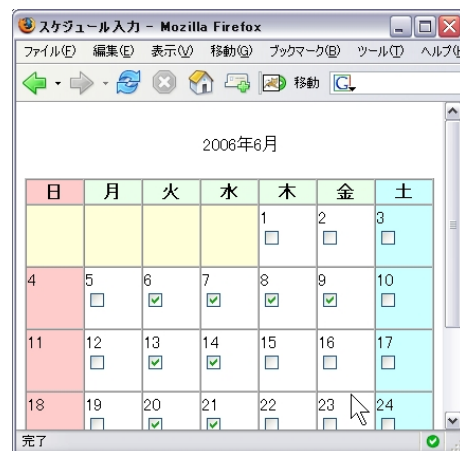 スケジュール入力 - Mozilla Firefox
ファイル(F) 編集(E) 表示(V) 移動(G) ブックマーク(B) ツール(T) ヘルプ(H
移動 G
2006年6月
日 月 火 水 木 金 土
1 2 3
4 5 6 7 8 9 10
11 12 13 14 15 16 17
18 19 20 21 22 23 24
完了